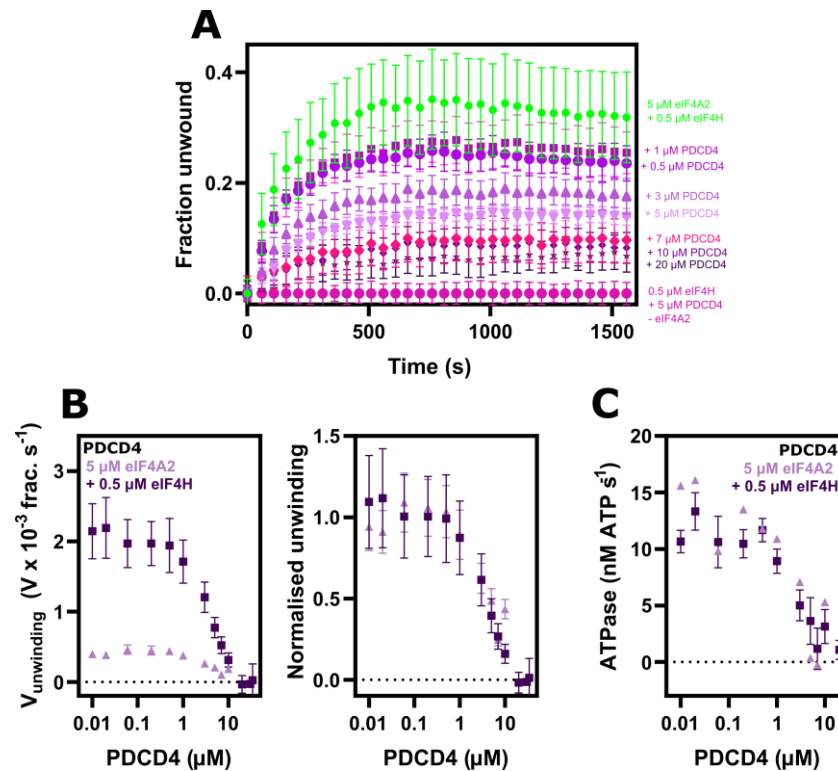 A
Fraction unwound
0.4
0.2
0.0
0
500
1000
1500
Time (s)
5 µM eIF4A2
+ 0.5 µM eIF4H
+ 1 µM PDCD4
+ 0.5 µM PDCD4
+ 3 µM PDCD4
+ 5 µM PDCD4
+ 7 µM PDCD4
+ 10 µM PDCD4
+ 20 µM PDCD4
0.5 µM eIF4H
+ 5 µM PDCD4
- eIF4A2
B
Vunwinding (V x 10⁻³ frac. s⁻¹)
3
2
1
0
PDCD4
5 µM eIF4A2
+ 0.5 µM eIF4H
0.01
0.1
1
10
PDCD4 (µM)
Normalised unwinding
1.5
1.0
0.5
0.0
0.01
0.1
1
10
PDCD4 (µM)
C
ATPase (nM ATP s⁻¹)
20
15
10
5
0
PDCD4
5 µM eIF4A2
+ 0.5 µM eIF4H
0.01
0.1
1
10
PDCD4 (µM)